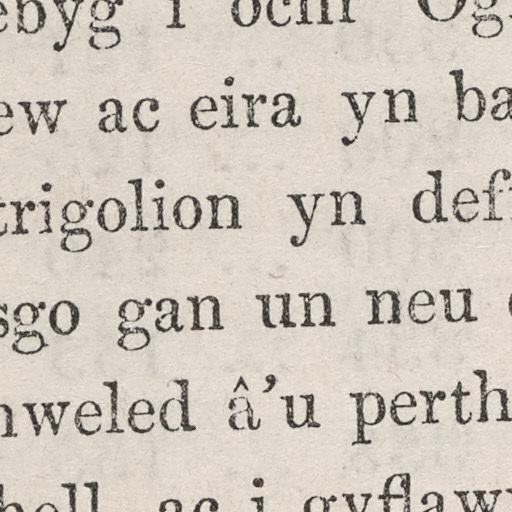 ebyg i ochr Og
ew ac eira yn ba
trigolion yn def
sgo gan un neu
nweled â'u perth
hell ac i gyflaw